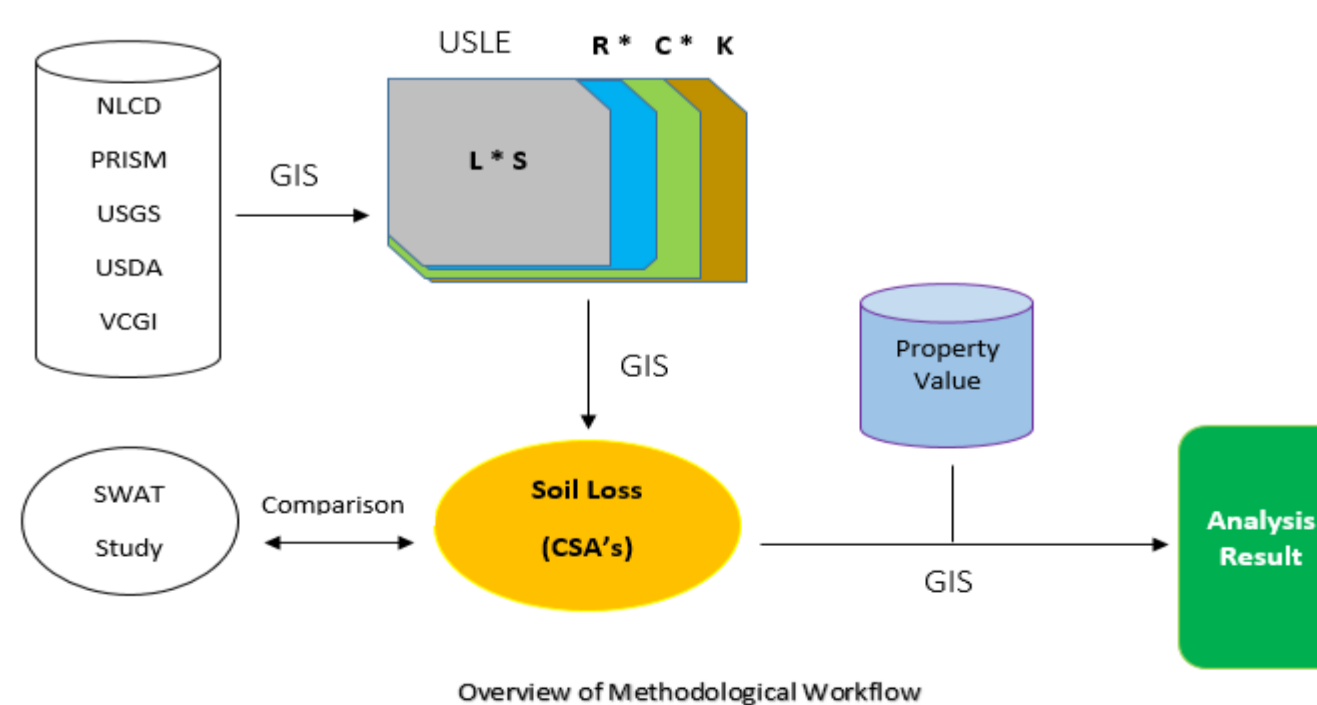 USLE
R * C * K
NLCD
PRISM
USGS
USDA
VCGI
GIS
L * S
GIS
Property
Value
SWAT
Study
Comparison
Soil Loss
(CSA's)
GIS
Analysis
Result
Overview of Methodological Workflow